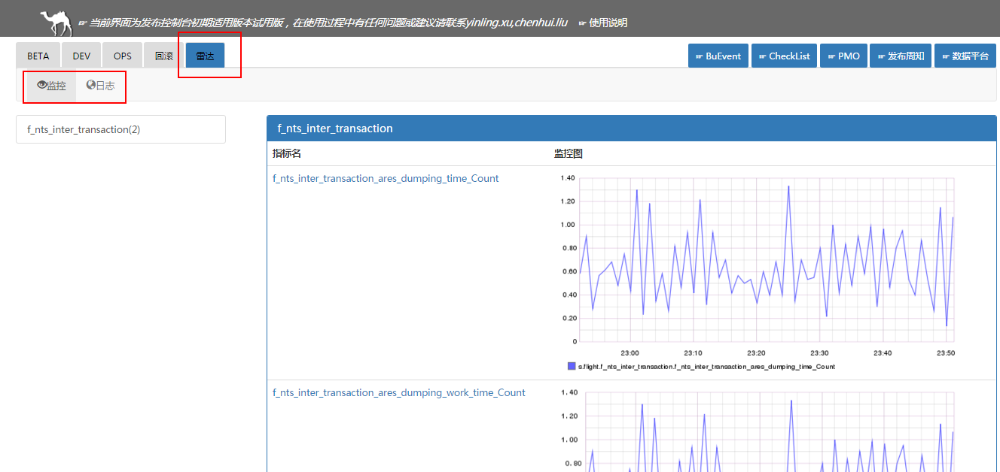 ☞ 当前界面为发布控制台初期适用版本试用版，在使用过程中有任何问题或建议请联系yinling.xu,chenhui.liu ☞ 使用说明
BETA DEV OPS 回滚 雷达 ☞ BuEvent ☞ CheckList ☞ PMO ☞ 发布周知 ☞ 数据平台
监控 日志
f_nts_inter_transaction(2)
f_nts_inter_transaction
指标名 监控图
f_nts_inter_transaction_ares_dumping_time_Count
1.40
1.20
1.00
0.80
0.60
0.40
0.20
0
23:00 23:10 23:20 23:30 23:40 23:50
s.flight.f_nts_inter_transaction.f_nts_inter_transaction_ares_dumping_time_Count
f_nts_inter_transaction_ares_dumping_work_time_Count
1.40
1.20
1.00
0.80